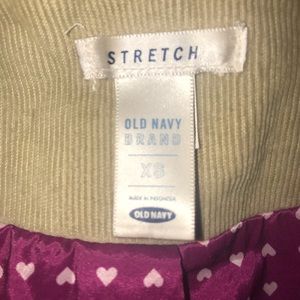 STRETCH
OLD NAVY
BRAND
XS
MADE IN INDONESIA
OLD NAVY